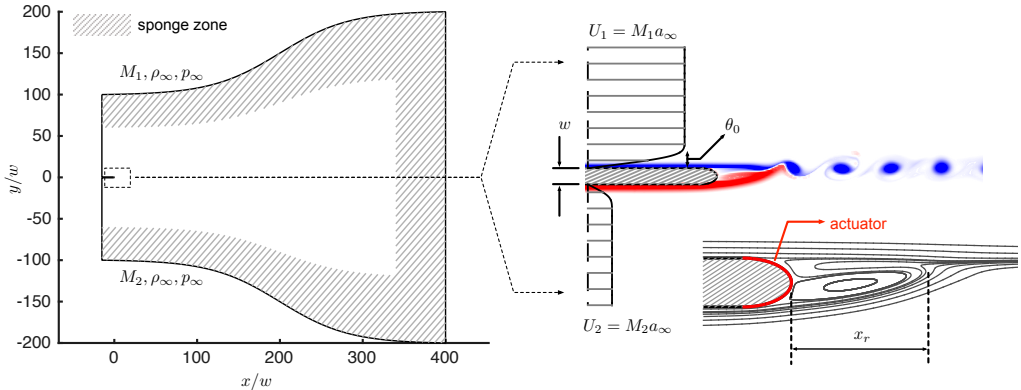 sponge zone
M₁, ρ∞, p∞
M₂, ρ∞, p∞
200
150
100
50
0
-50
-100
-150
-200
y/w
0
100
200
300
400
x/w
U₁ = M₁a∞
w
θ₀
actuator
U₂ = M₂a∞
xᵣ